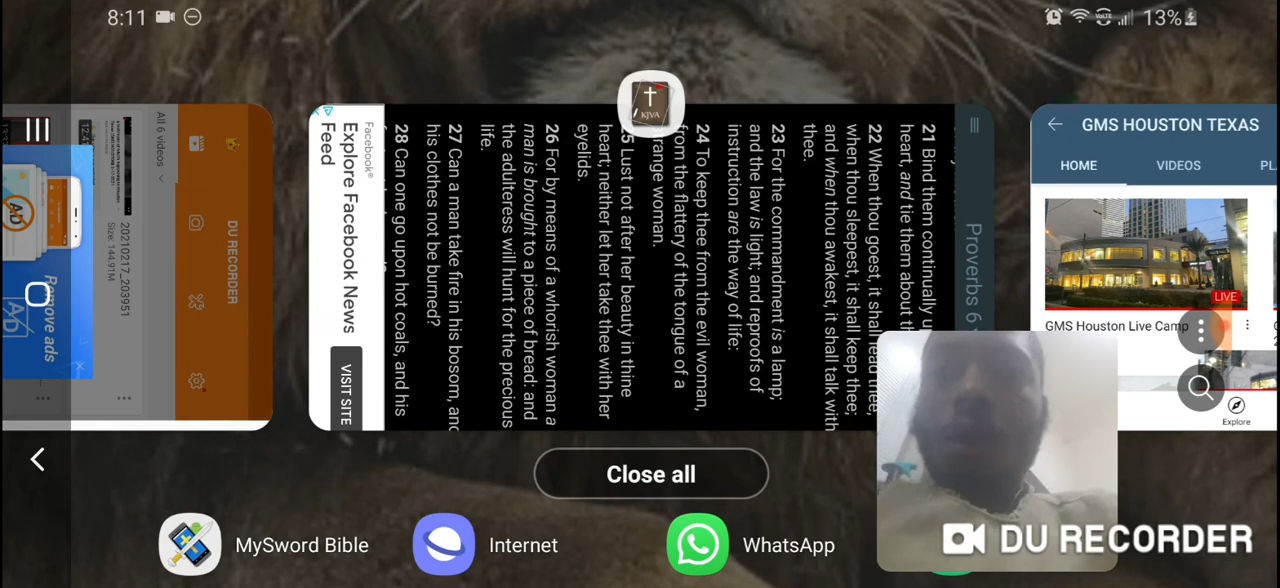 8:11
VoLTE
13%
All 6 videos
20210217_203951
Size: 144.91M
DU RECORDER
AD
Remove ads
KJVA
Proverbs 6
21 Bind them continually u
heart, and tie them about th
22 When thou goest, it shall lead thee;
when thou sleepest, it shall keep thee;
and when thou awakest, it shall talk with
thee.
23 For the commandment is a lamp;
and the law is light; and reproofs of
instruction are the way of life:
24 To keep thee from the evil woman,
from the flattery of the tongue of a
range woman.
25 Lust not after her beauty in thine
heart; neither let her take thee with her
eyelids.
26 For by means of a whorish woman a
man is brought to a piece of bread: and
the adulteress will hunt for the precious
life.
27 Can a man take fire in his bosom, and
his clothes not be burned?
28 Can one go upon hot coals, and his
Facebook®
Explore Facebook News
Feed
VISIT SITE
GMS HOUSTON TEXAS
HOME
VIDEOS
PL
LIVE
GMS Houston Live Camp
Explore
Close all
MySword Bible
Internet
WhatsApp
DU RECORDER